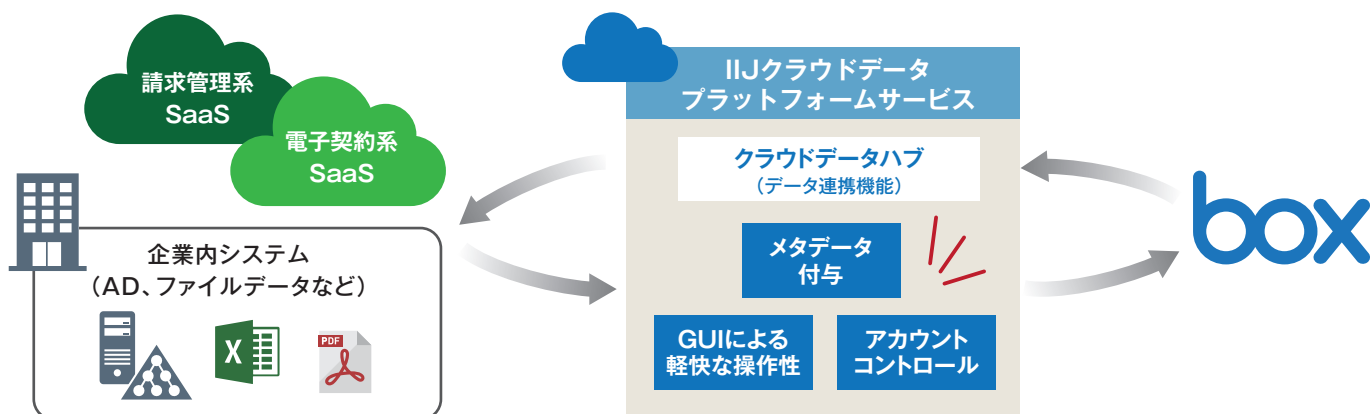 請求管理系
SaaS
電子契約系
SaaS
企業内システム
（AD、ファイルデータなど）
X
PDF
IIJクラウドデータ
プラットフォームサービス
クラウドデータハブ
（データ連携機能）
メタデータ
付与
GUIによる
軽快な操作性
アカウント
コントロール
box